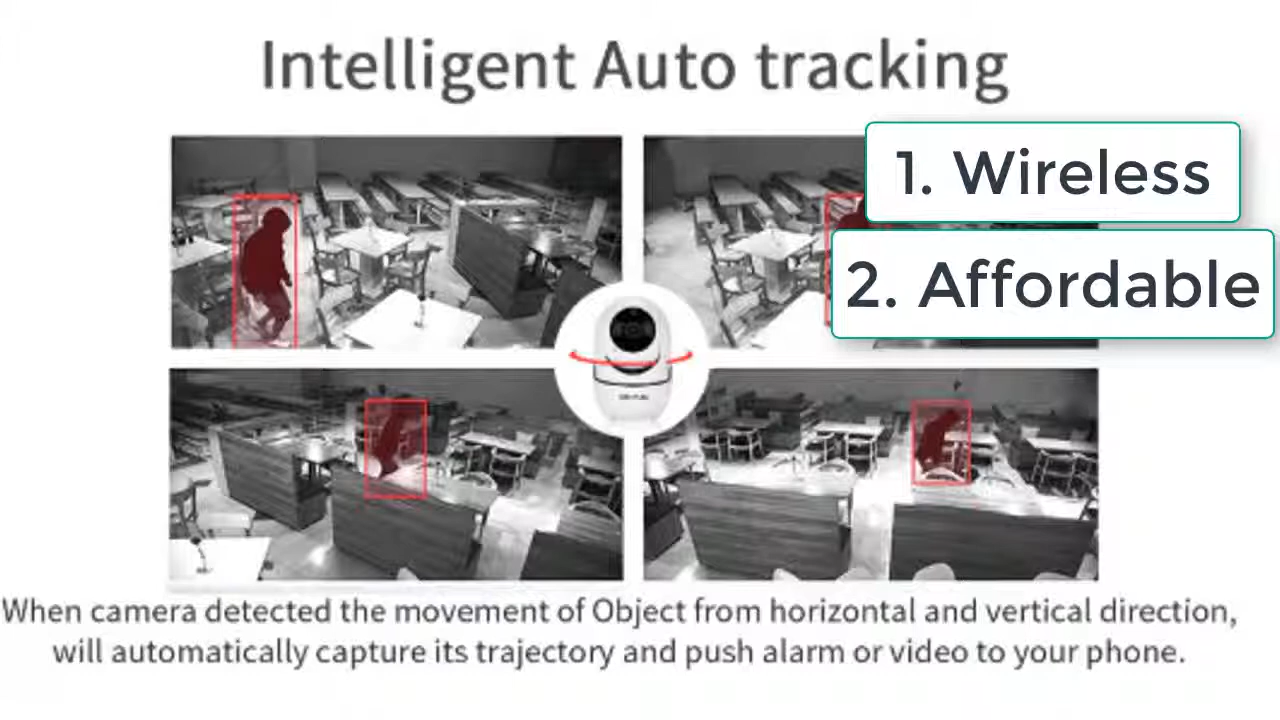 Intelligent Auto tracking
1. Wireless
2. Affordable
When camera detected the movement of Object from horizontal and vertical direction,
will automatically capture its trajectory and push alarm or video to your phone.